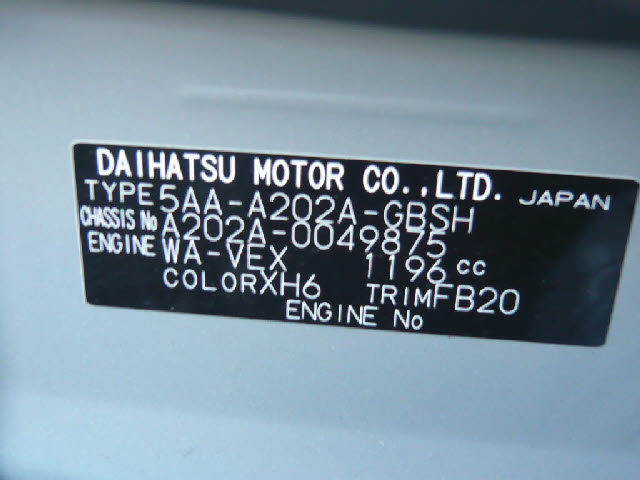 DAIHATSU MOTOR CO.,LTD. JAPAN
TYPE 5AA-A202A-GBSH
CHASSIS No A202A-0049875
ENGINE WA-VEX 1196 cc
COLOR XH6 TRIM FB20
ENGINE No